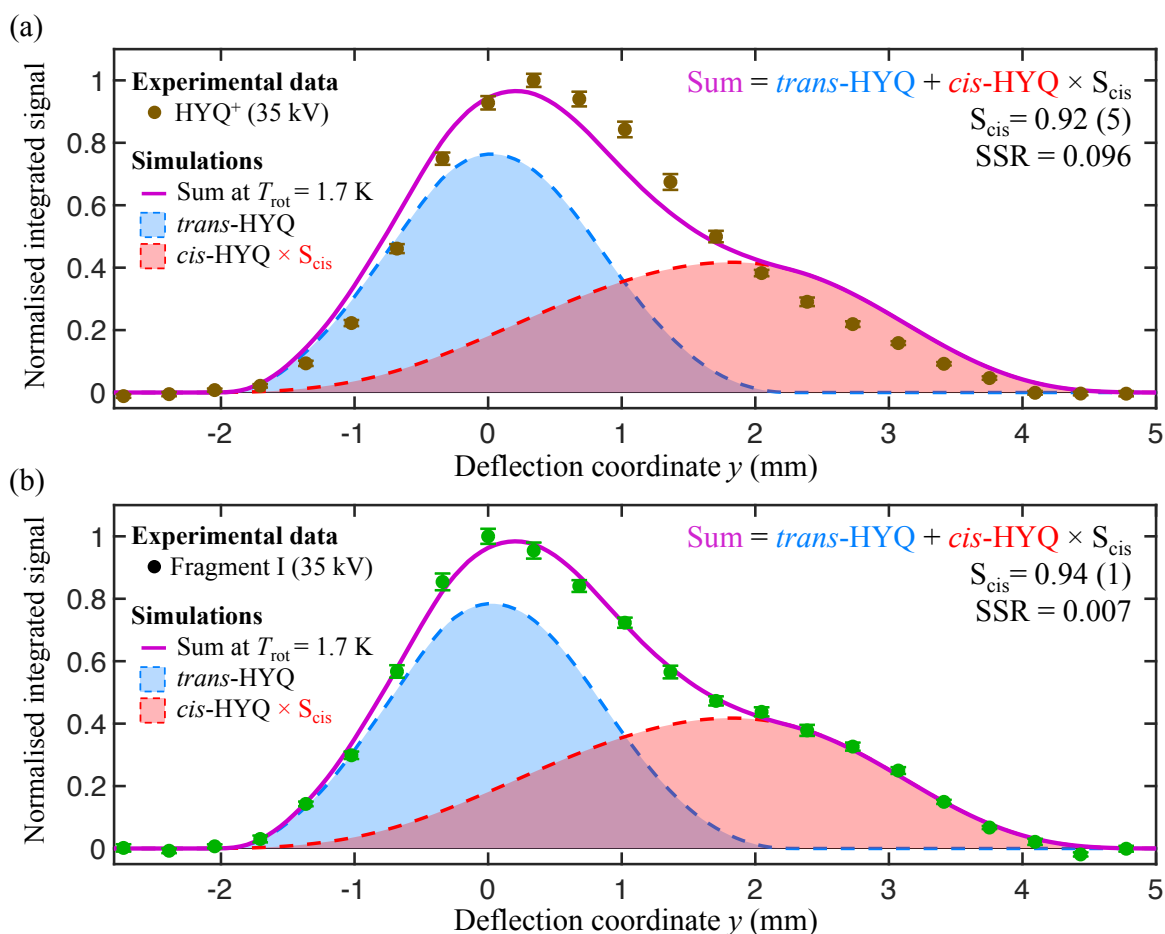 (a)
Normalised integrated signal
1
0.8
0.6
0.4
0.2
0
Experimental data
HYQ⁺ (35 kV)
Simulations
Sum at T_rot = 1.7 K
trans-HYQ
cis-HYQ × S_cis
Sum = trans-HYQ + cis-HYQ × S_cis
S_cis= 0.92 (5)
SSR = 0.096
-2 -1 0 1 2 3 4 5
Deflection coordinate y (mm)
(b)
Normalised integrated signal
1
0.8
0.6
0.4
0.2
0
Experimental data
Fragment I (35 kV)
Simulations
Sum at T_rot = 1.7 K
trans-HYQ
cis-HYQ × S_cis
Sum = trans-HYQ + cis-HYQ × S_cis
S_cis= 0.94 (1)
SSR = 0.007
-2 -1 0 1 2 3 4 5
Deflection coordinate y (mm)